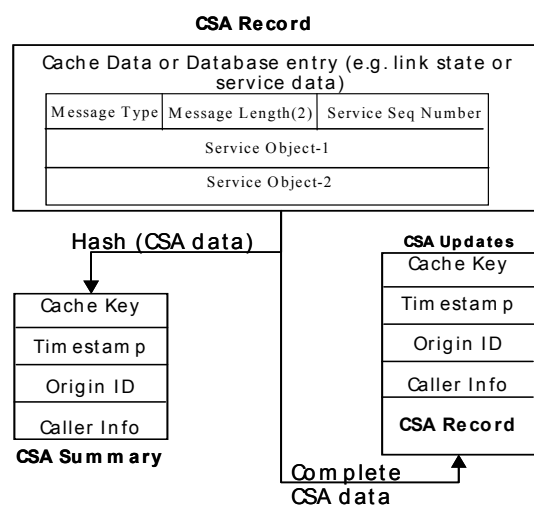 CSA Record
Cache Data or Database entry (e.g. link state or
service data)
Message Type Message Length(2) Service Seq Number
Service Object-1
Service Object-2
Hash (CSA data)
Cache Key
Timestamp
Origin ID
Caller Info
CSA Summary
CSA Updates
Cache Key
Timestamp
Origin ID
Caller Info
CSA Record
Complete
CSA data